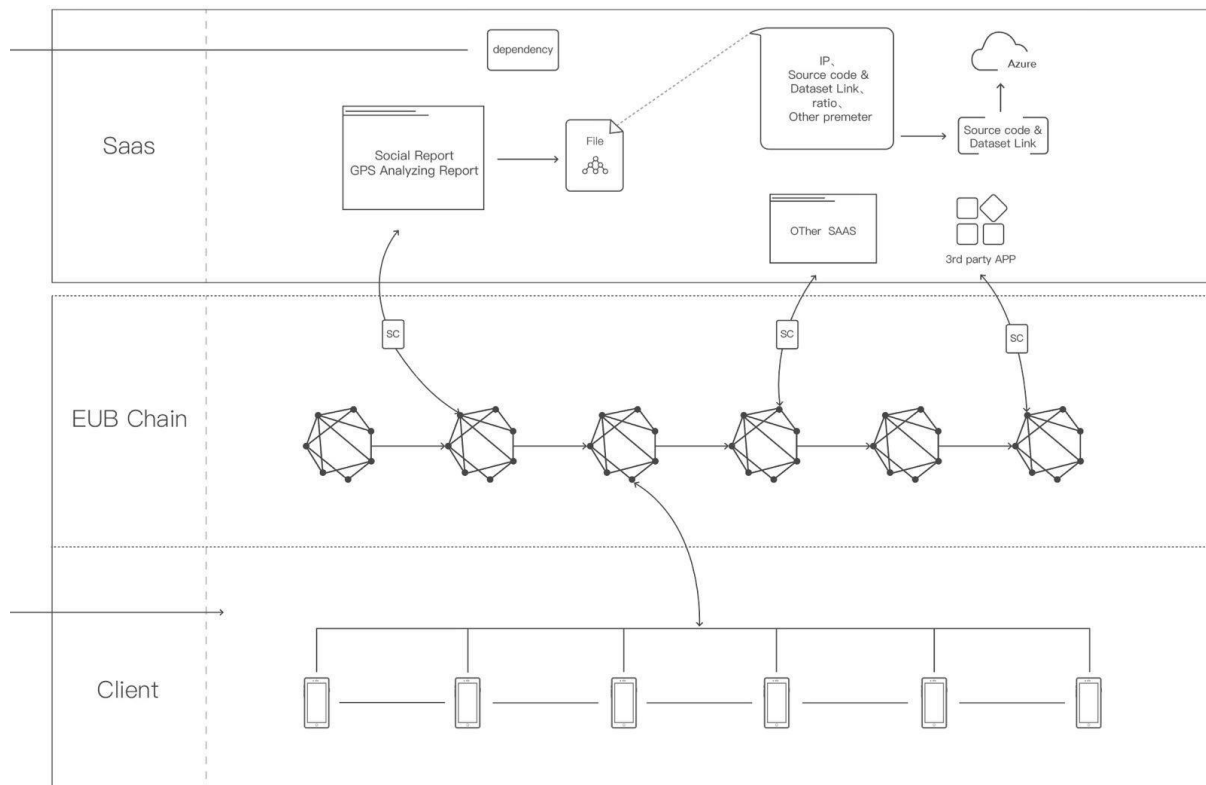 dependency
Azure
IP、
Source code &
Dataset Link、
ratio、
Other premeter
Saas
Social Report
GPS Analyzing Report
File
Source code &
Dataset Link
OTher SAAS
3rd party APP
SC
SC
SC
EUB Chain
Client